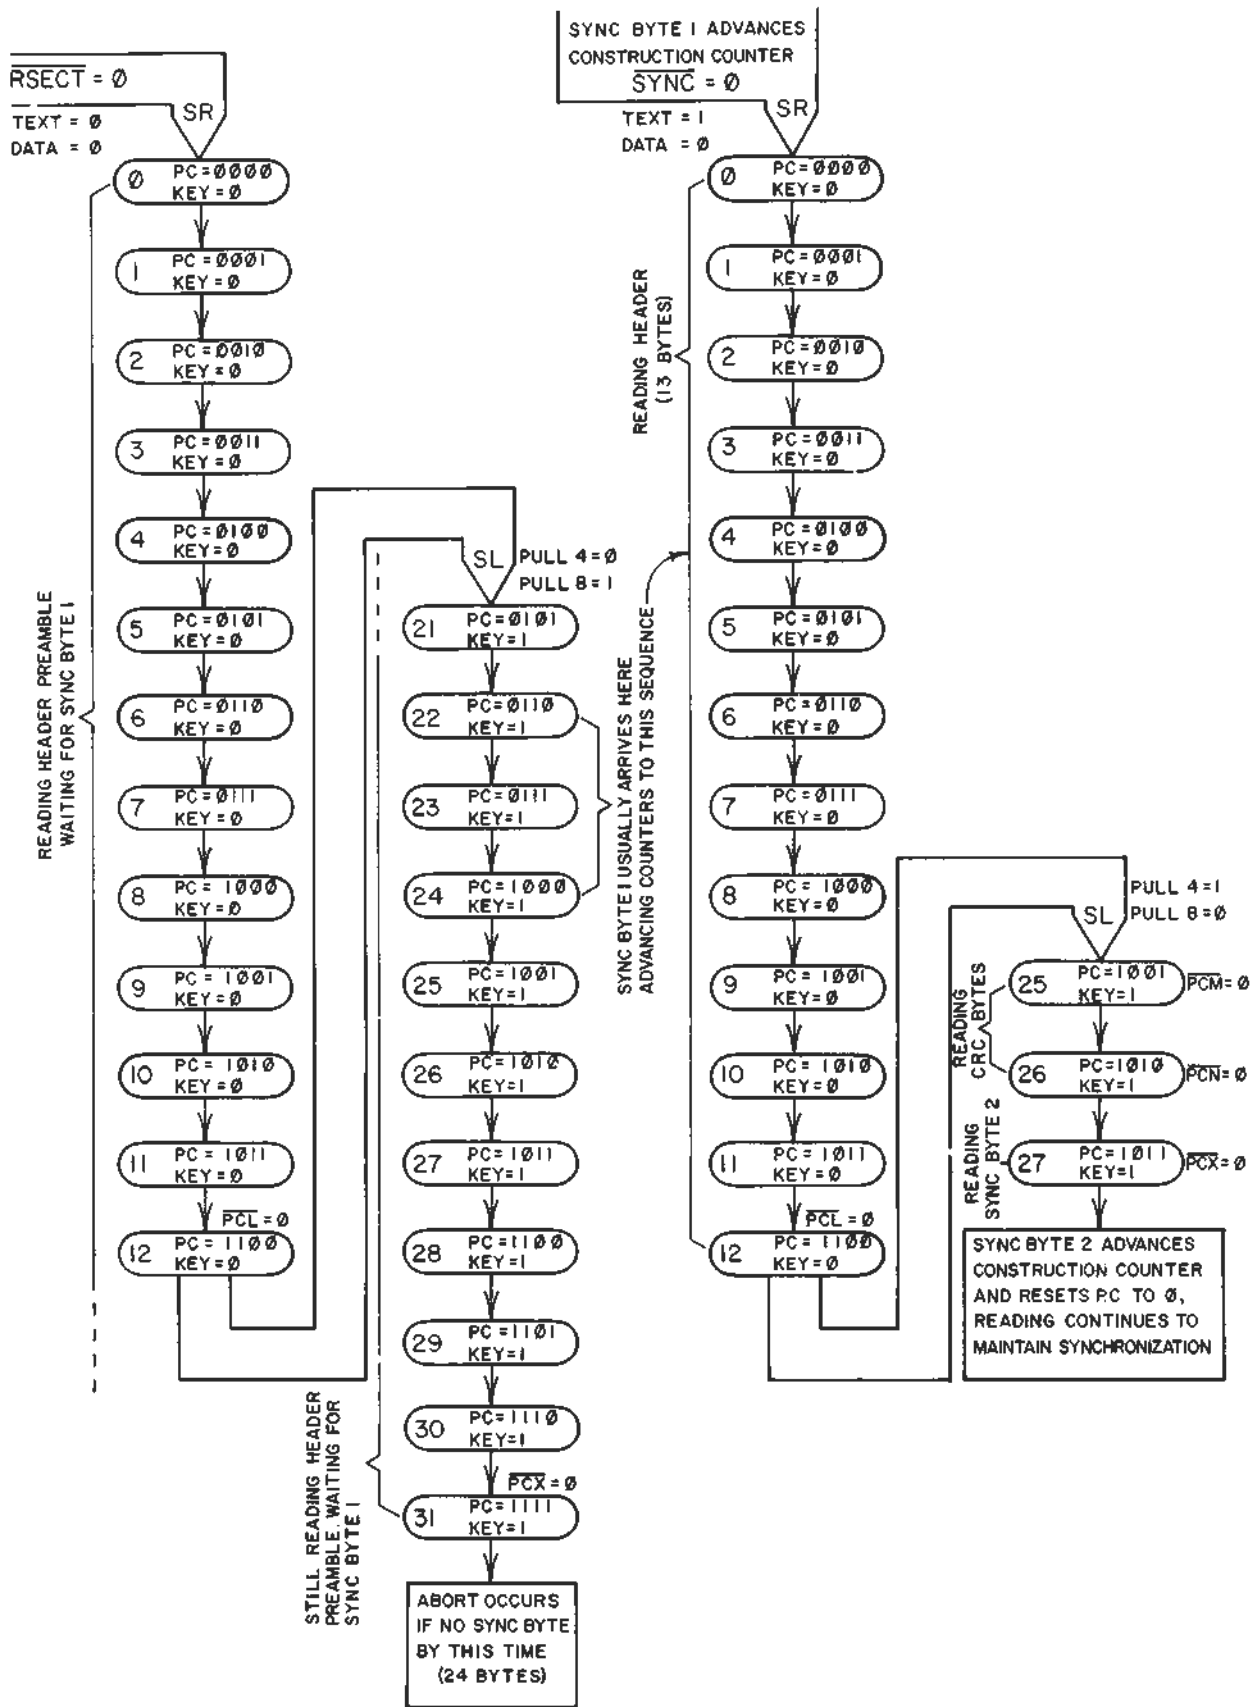 RSECT = Ø
SR
TEXT = Ø
DATA = Ø
0 PC=ØØØØ
KEY=Ø
1 PC=ØØØ1
KEY=Ø
2 PC=ØØ1Ø
KEY=Ø
3 PC=ØØ11
KEY=Ø
4 PC=Ø1ØØ
KEY=Ø
5 PC=Ø1Ø1
KEY=Ø
6 PC=Ø11Ø
KEY=Ø
7 PC=Ø111
KEY=Ø
8 PC=1ØØØ
KEY=Ø
9 PC=1ØØ1
KEY=Ø
10 PC=1Ø1Ø
KEY=Ø
11 PC=1Ø11
KEY=Ø
PCL=Ø
12 PC=11ØØ
KEY=Ø
READING HEADER PREAMBLE
WAITING FOR SYNC BYTE 1
SL
PULL 4=Ø
PULL 8=1
21 PC=Ø1Ø1
KEY=1
22 PC=Ø11Ø
KEY=1
23 PC=Ø111
KEY=1
24 PC=1ØØØ
KEY=1
25 PC=1ØØ1
KEY=1
26 PC=1Ø1Ø
KEY=1
27 PC=1Ø11
KEY=1
28 PC=11ØØ
KEY=1
29 PC=11Ø1
KEY=1
30 PC=111Ø
KEY=1
PCX=Ø
31 PC=1111
KEY=1
STILL READING HEADER
PREAMBLE. WAITING FOR
SYNC BYTE 1
ABORT OCCURS
IF NO SYNC BYTE
BY THIS TIME
(24 BYTES)
SYNC BYTE 1 USUALLY ARRIVES HERE
ADVANCING COUNTERS TO THIS SEQUENCE
SYNC BYTE 1 ADVANCES
CONSTRUCTION COUNTER
SYNC = Ø
SR
TEXT = 1
DATA = Ø
Ø PC=ØØØØ
KEY=Ø
1 PC=ØØØ1
KEY=Ø
2 PC=ØØ1Ø
KEY=Ø
3 PC=ØØ11
KEY=Ø
4 PC=Ø1ØØ
KEY=Ø
5 PC=Ø1Ø1
KEY=Ø
6 PC=Ø11Ø
KEY=Ø
7 PC=Ø111
KEY=Ø
8 PC=1ØØØ
KEY=Ø
9 PC=1ØØ1
KEY=Ø
10 PC=1Ø1Ø
KEY=Ø
11 PC=1Ø11
KEY=Ø
PCL=Ø
12 PC=11ØØ
KEY=Ø
READING HEADER
(13 BYTES)
SL
PULL 4=1
PULL 8=Ø
25 PC=1ØØ1
KEY=1
PCM=Ø
26 PC=1Ø1Ø
KEY=1
PCN=Ø
27 PC=1Ø11
KEY=1
PCX=Ø
READING
CRC BYTES
READING
SYNC BYTE 2
SYNC BYTE 2 ADVANCES
CONSTRUCTION COUNTER
AND RESETS PC TO Ø,
READING CONTINUES TO
MAINTAIN SYNCHRONIZATION